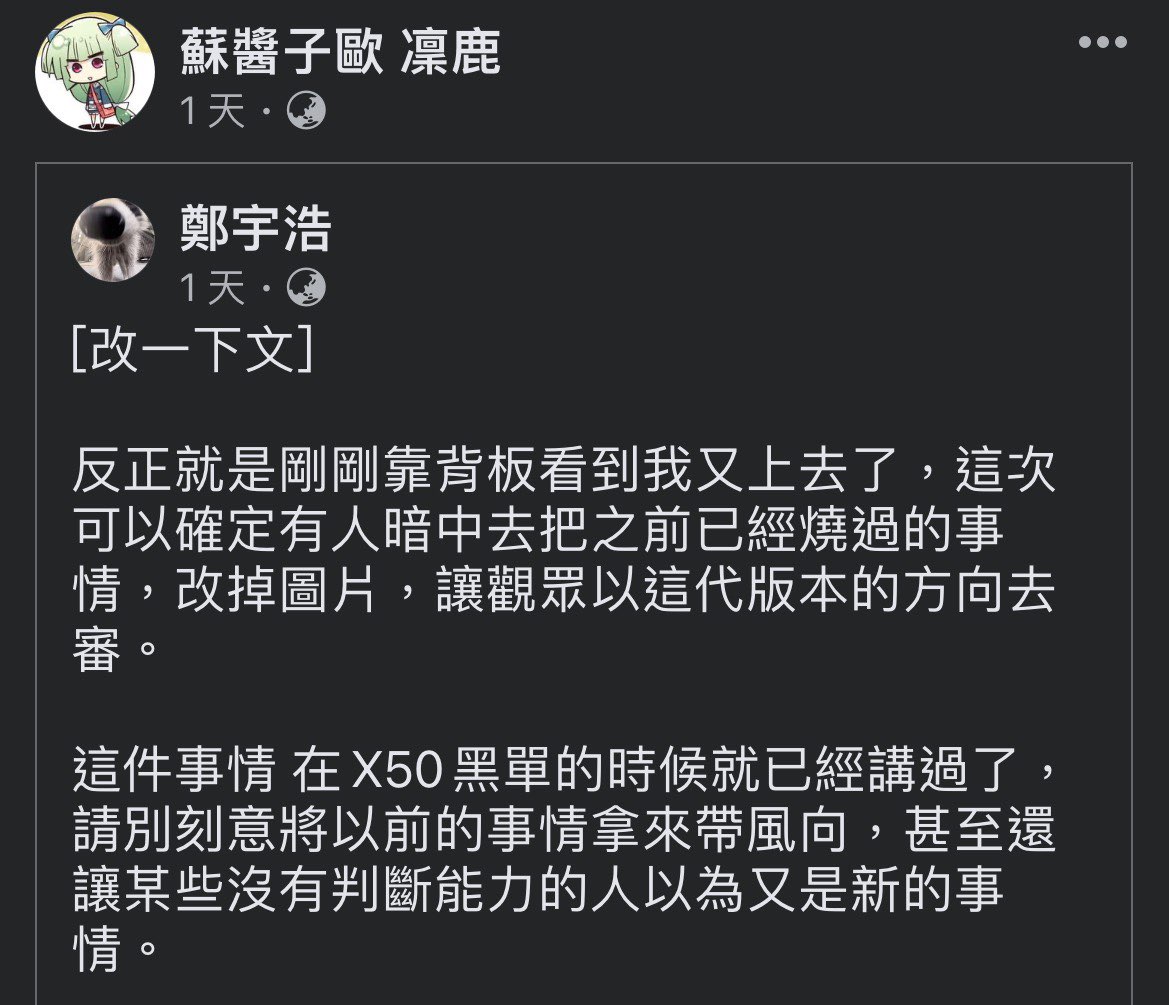 蘇醬子歐 凜鹿
1 天・
鄭宇浩
1 天・
[改一下文]
反正就是剛剛靠背板看到我又上去了，這次
可以確定有人暗中去把之前已經燒過的事
情，改掉圖片，讓觀眾以這代版本的方向去
審。
這件事情 在 X50 黑單的時候就已經講過了，
請別刻意將以前的事情拿來帶風向，甚至還
讓某些沒有判斷能力的人以為又是新的事
情。